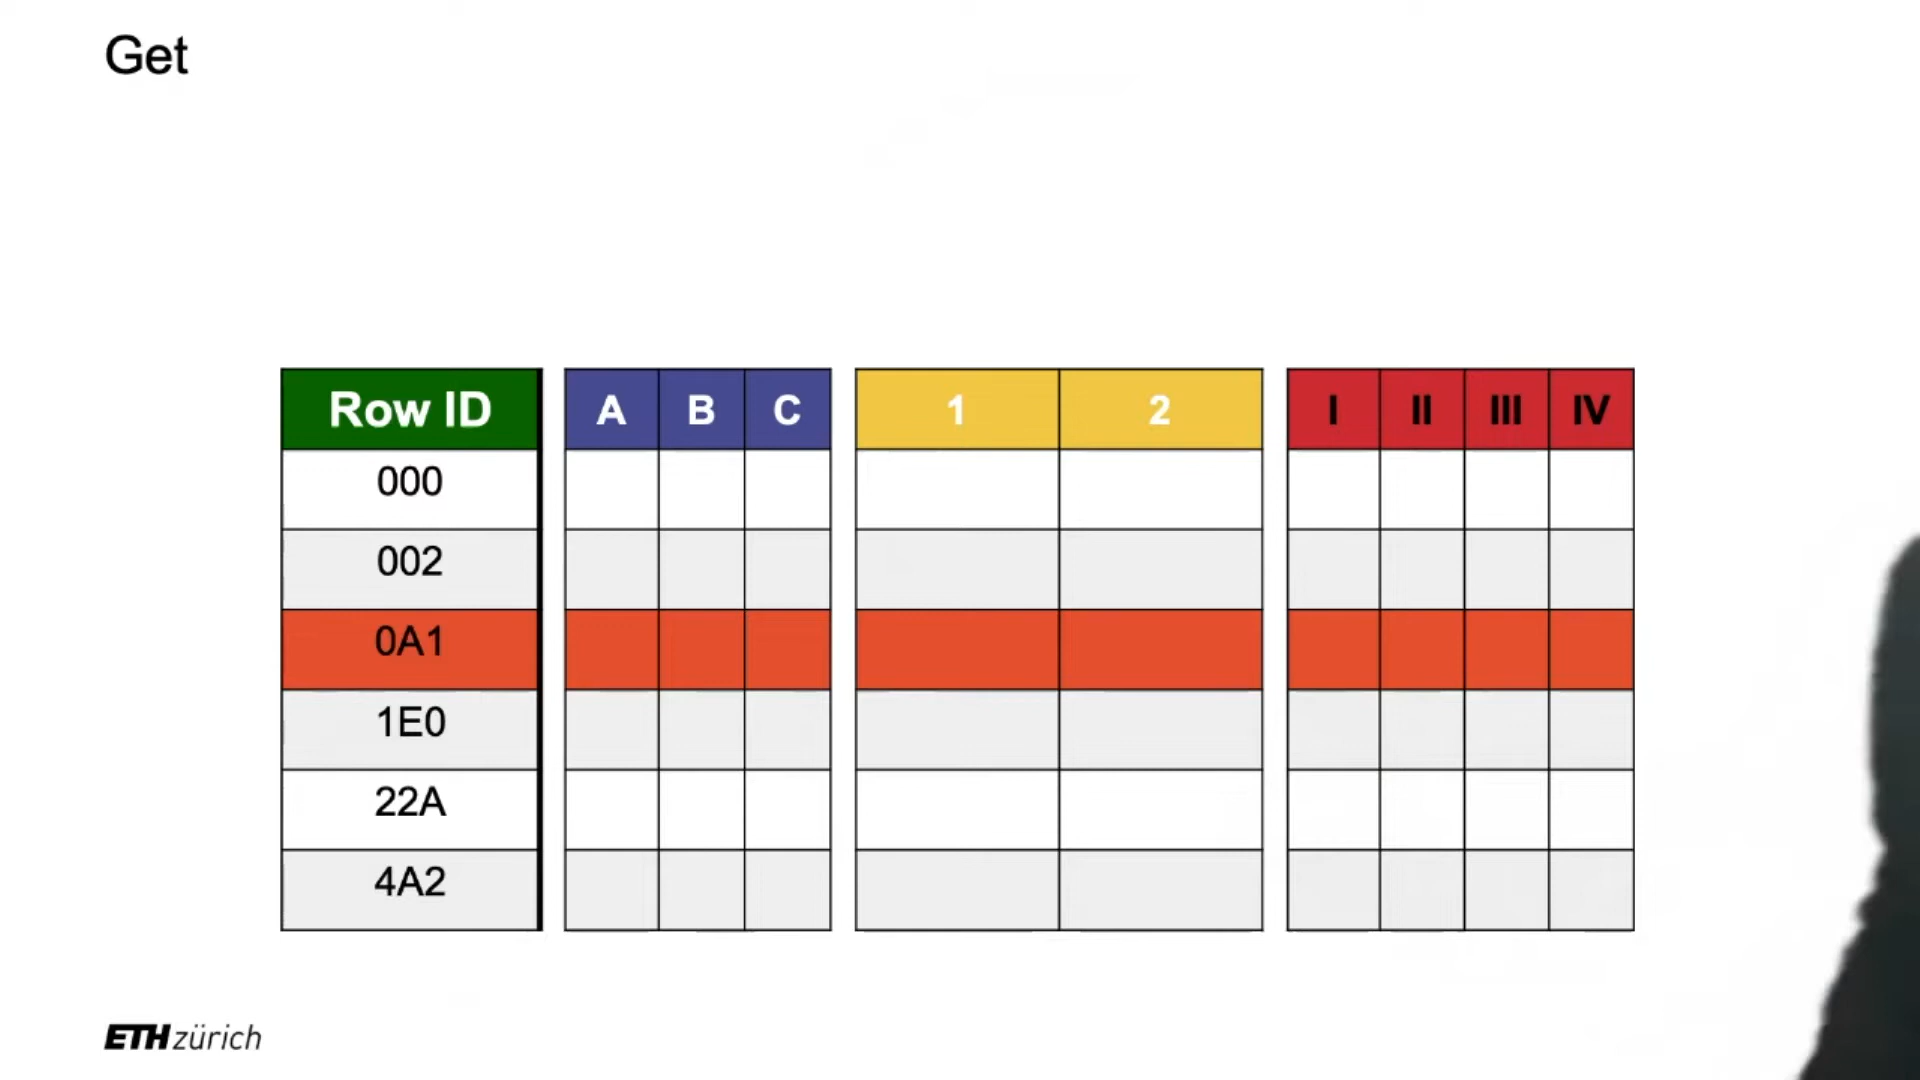 Get
Row ID A B C 1 2 I II III IV
000
002
0A1
1E0
22A
4A2
ETH zürich